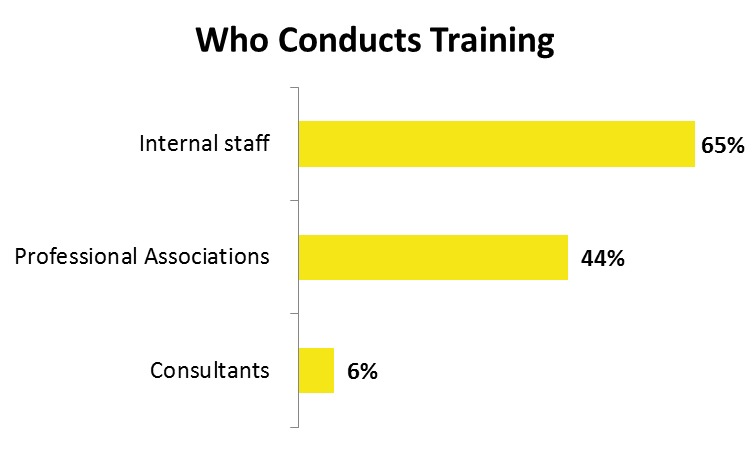 Who Conducts Training
Internal staff 65%
Professional Associations 44%
Consultants 6%